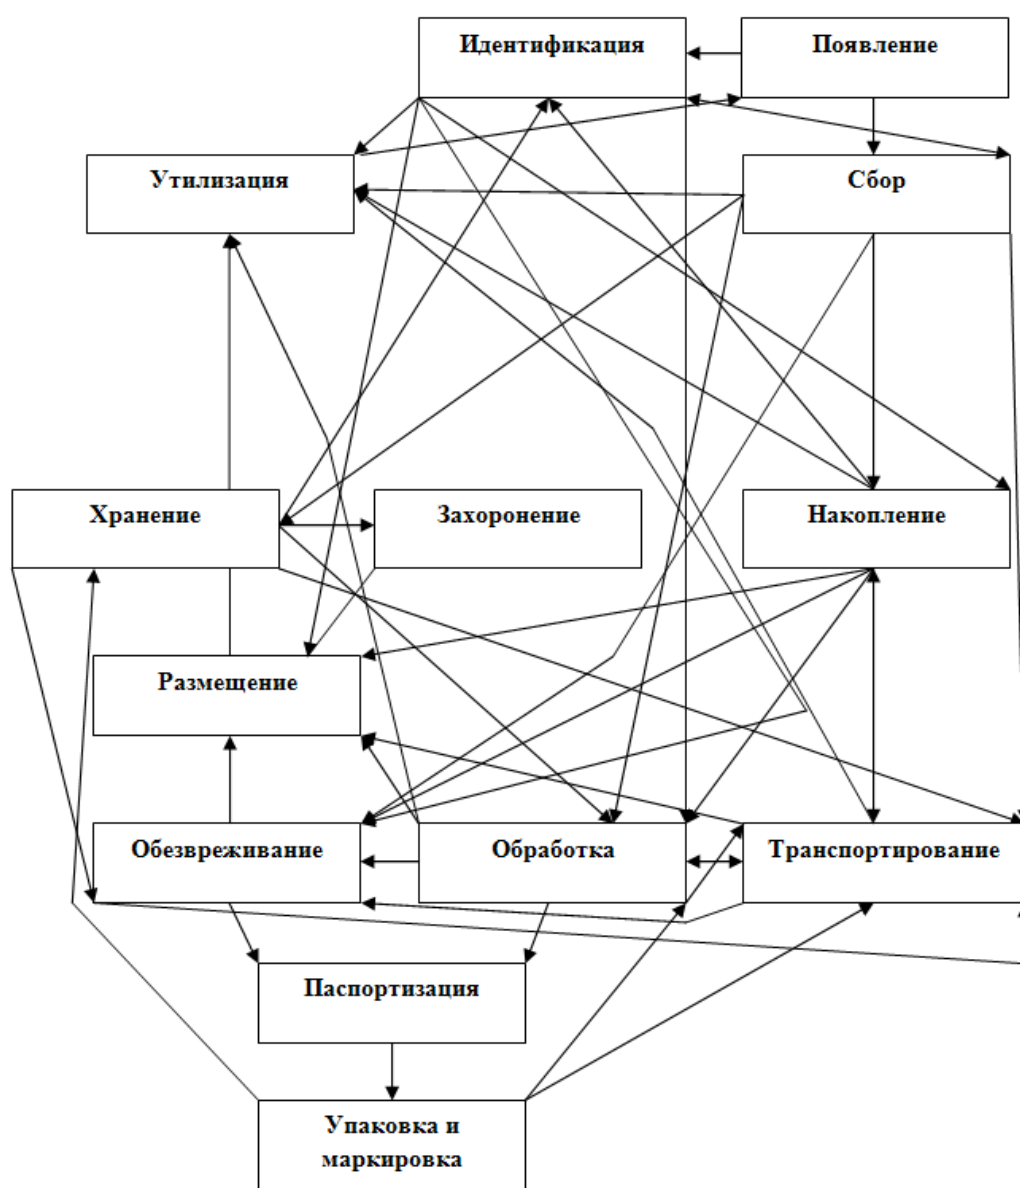 Идентификация
Появление
Утилизация
Сбор
Хранение
Захоронение
Накопление
Размещение
Обезвреживание
Обработка
Транспортирование
Паспортизация
Упаковка и
маркировка